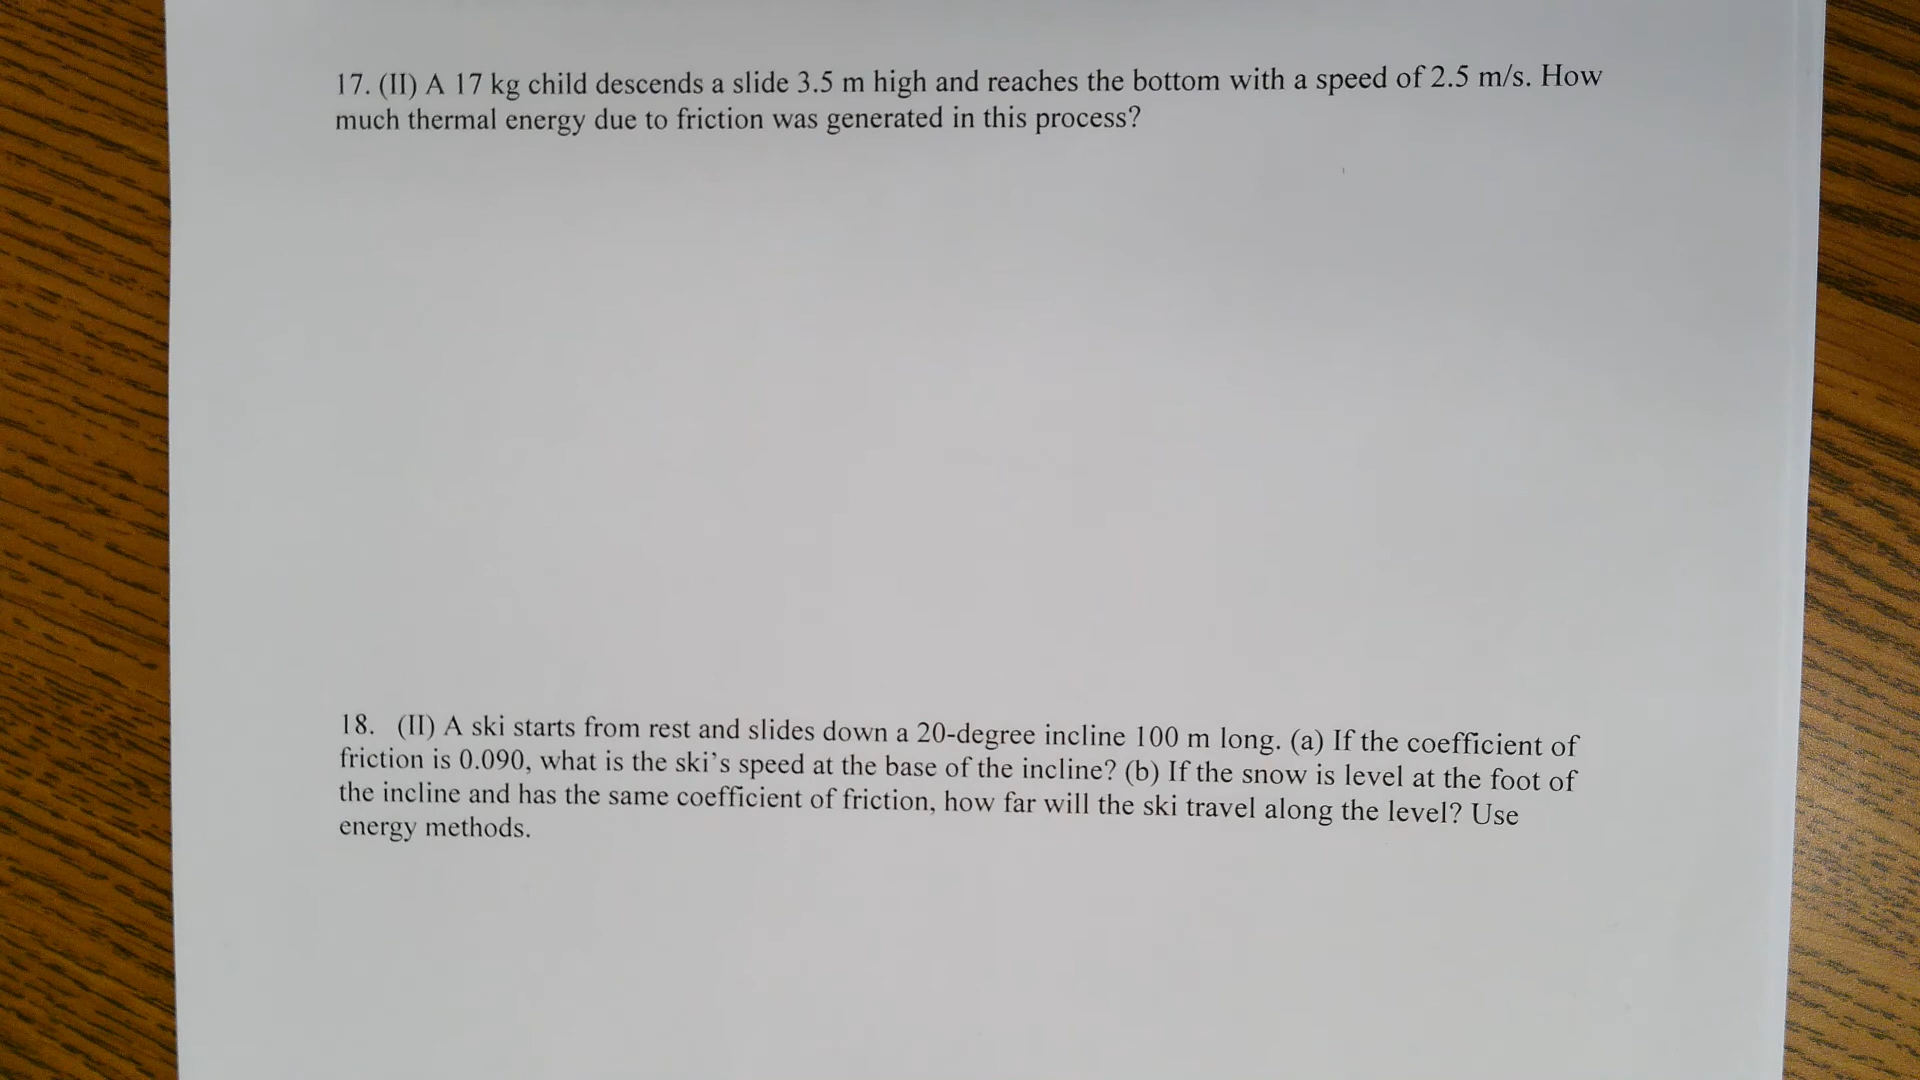 17. (II) A 17 kg child descends a slide 3.5 m high and reaches the bottom with a speed of 2.5 m/s. How
much thermal energy due to friction was generated in this process?
18. (II) A ski starts from rest and slides down a 20-degree incline 100 m long. (a) If the coefficient of
friction is 0.090, what is the ski’s speed at the base of the incline? (b) If the snow is level at the foot of
the incline and has the same coefficient of friction, how far will the ski travel along the level? Use
energy methods.